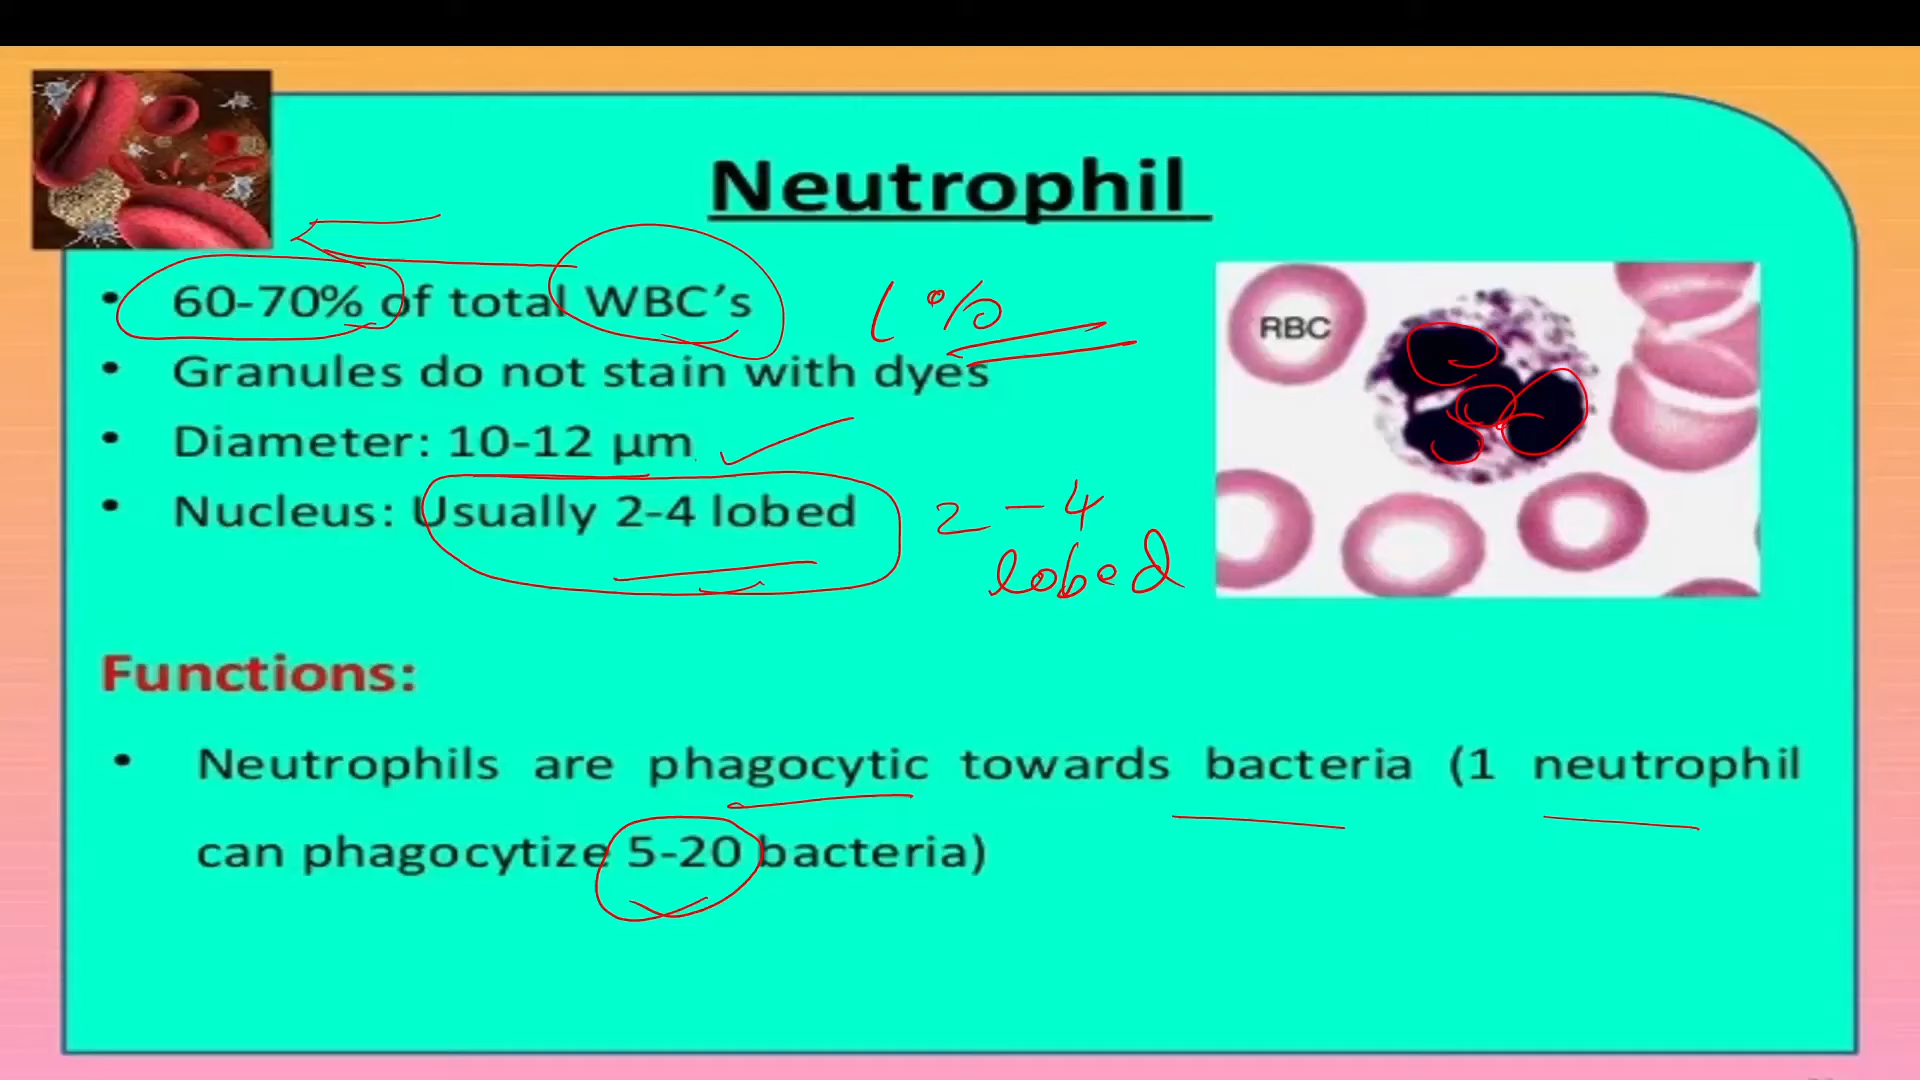 Neutrophil
• 60-70% of total WBC's
1%
• Granules do not stain with dyes
• Diameter: 10-12 µm
• Nucleus: Usually 2-4 lobed
2-4
lobed
RBC
Functions:
• Neutrophils are phagocytic towards bacteria (1 neutrophil
can phagocytize 5-20 bacteria)